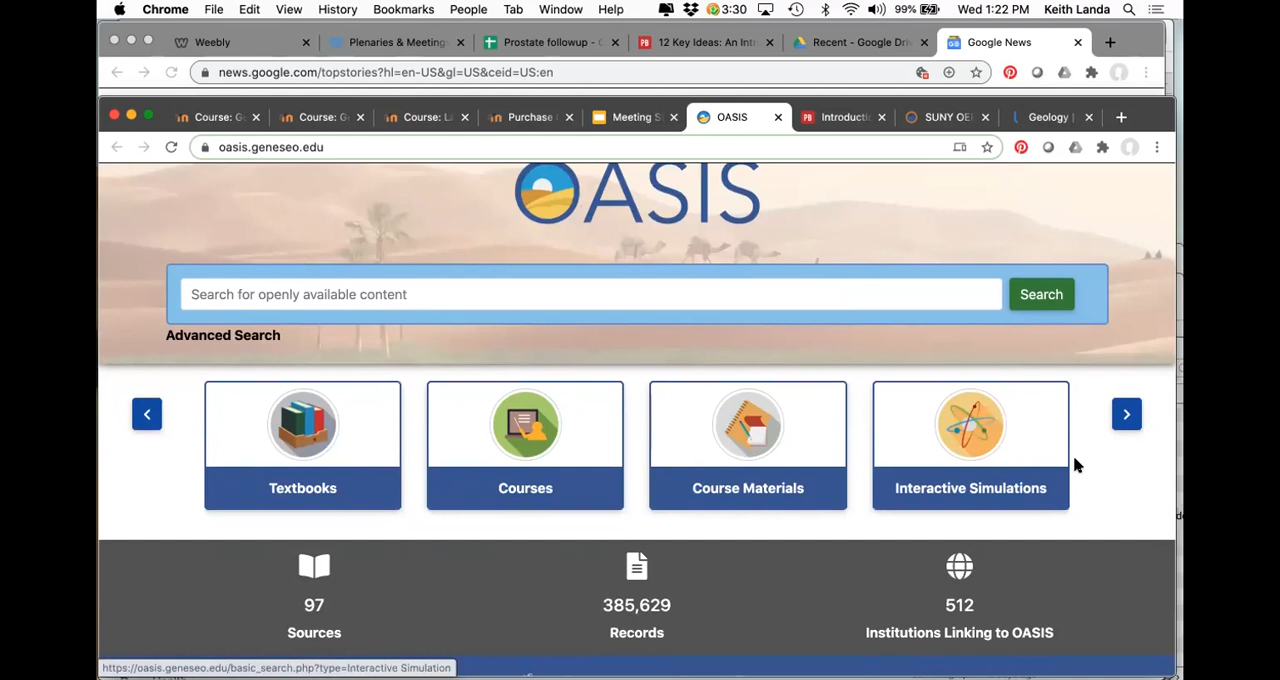 Chrome File Edit View History Bookmarks People Tab Window Help 3:30 99% Wed 1:22 PM Keith Landa
Weebly Plenaries & Meeting Prostate followup - Key Ideas: An Int Recent - Google Dri Google News
news.google.com/topstories?hl=en-US&gl=US&ceid=US:en
Course: G Course: G Course: L Purchase Meeting S OASIS Introducti SUNY OE Geology |
oasis.geneseo.edu
OASIS
Search for openly available content Search
Advanced Search
Textbooks Courses Course Materials Interactive Simulations
97 385,629 512
Sources Records Institutions Linking to OASIS
https://oasis.geneseo.edu/basic_search.php?type=Interactive Simulation